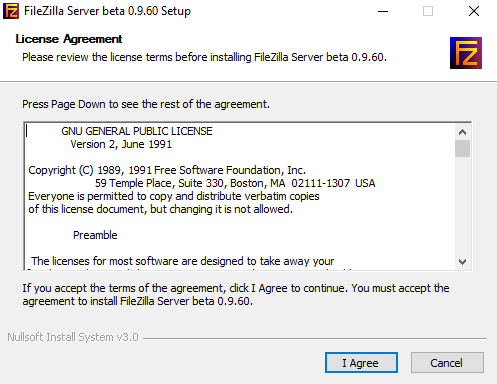 FileZilla Server beta 0.9.60 Setup
License Agreement
Please review the license terms before installing FileZilla Server beta 0.9.60.
Fz
Press Page Down to see the rest of the agreement.
GNU GENERAL PUBLIC LICENSE
Version 2, June 1991
Copyright (C) 1989, 1991 Free Software Foundation, Inc.
59 Temple Place, Suite 330, Boston, MA 02111-1307 USA
Everyone is permitted to copy and distribute verbatim copies
of this license document, but changing it is not allowed.
Preamble
The licenses for most software are designed to take away your
If you accept the terms of the agreement, click I Agree to continue. You must accept the
agreement to install FileZilla Server beta 0.9.60.
Nullsoft Install System v3.0
I Agree
Cancel